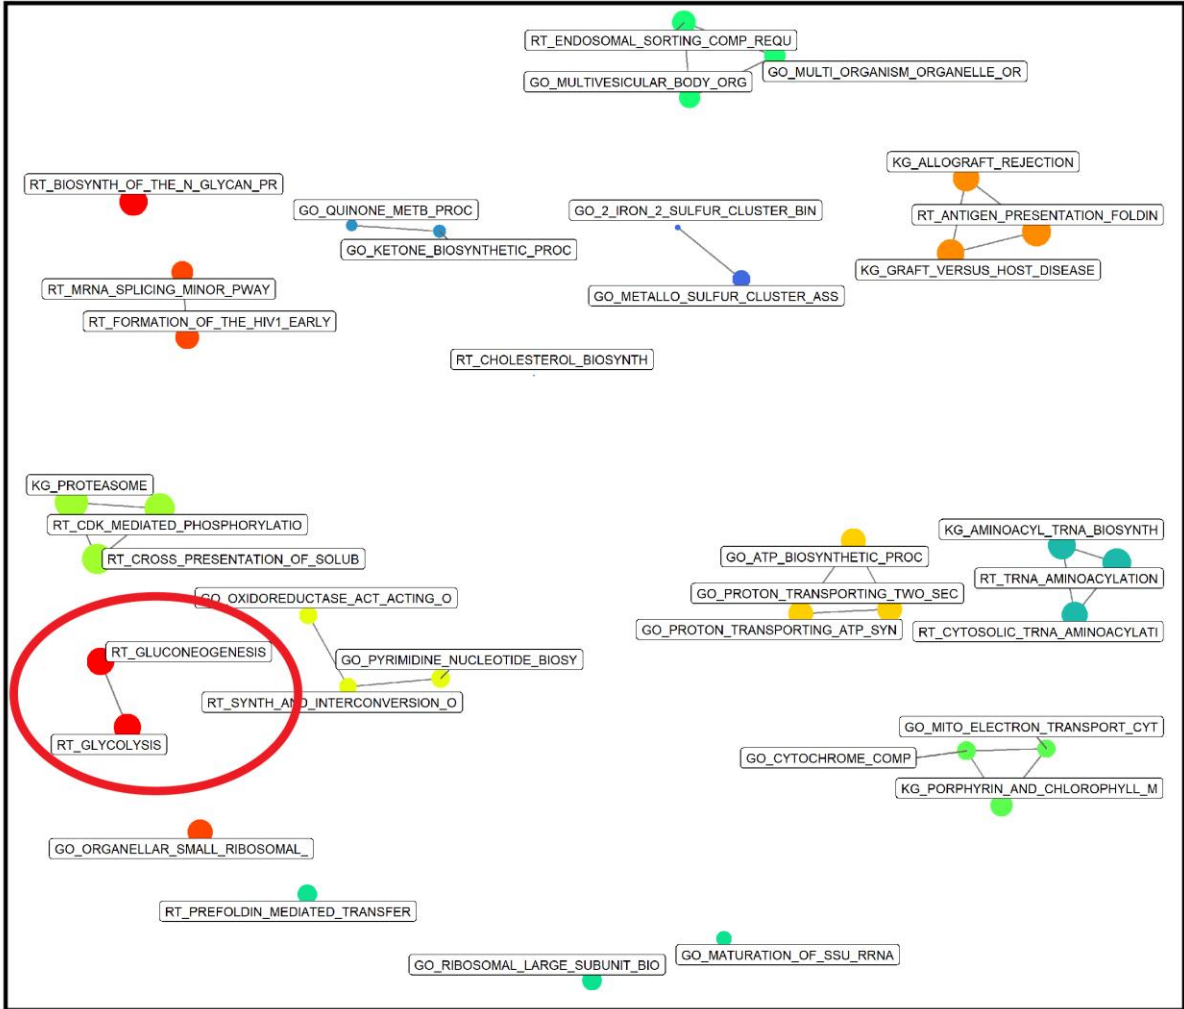 RT_ENDOSOMAL_SORTING_COMP_REQU
GO_MULTI_ORGANISM_ORGANELLE_OR
GO_MULTIVESICULAR_BODY_ORG
KG_ALLOGRAFT_REJECTION
RT_BIOSYNTH_OF_THE_N_GLYCAN_PR
GO_QUINONE_METB_PROC
GO_2_IRON_2_SULFUR_CLUSTER_BIN
RT_ANTIGEN_PRESENTATION_FOLDIN
GO_KETONE_BIOSYNTHETIC_PROC
KG_GRAFT_VERSUS_HOST_DISEASE
RT_MRNA_SPLICING_MINOR_PWAY
GO_METALLO_SULFUR_CLUSTER_ASS
RT_FORMATION_OF_THE_HIV1_EARLY
RT_CHOLESTEROL_BIOSYNTH
KG_PROTEASOME
RT_CDK_MEDIATED_PHOSPHORYLATIO
KG_AMINOACYL_TRNA_BIOSYNTH
RT_CROSS_PRESENTATION_OF_SOLUB
GO_ATP_BIOSYNTHETIC_PROC
RT_TRNA_AMINOACYLATION
GO_OXIDOREDUCTASE_ACT_ACTING_O
GO_PROTON_TRANSPORTING_TWO_SEC
GO_PROTON_TRANSPORTING_ATP_SYN
RT_CYTOSOLIC_TRNA_AMINOACYLATI
RT_GLUCONEOGENESIS
GO_PYRIMIDINE_NUCLEOTIDE_BIOSY
RT_SYNTH_AND_INTERCONVERSION_O
GO_MITO_ELECTRON_TRANSPORT_CYT
RT_GLYCOLYSIS
GO_CYTOCHROME_COMP
KG_PORPHYRIN_AND_CHLOROPHYLL_M
GO_ORGANELLAR_SMALL_RIBOSOMAL_
RT_PREFOLDIN_MEDIATED_TRANSFER
GO_MATURATION_OF_SSU_RRNA
GO_RIBOSOMAL_LARGE_SUBUNIT_BIO